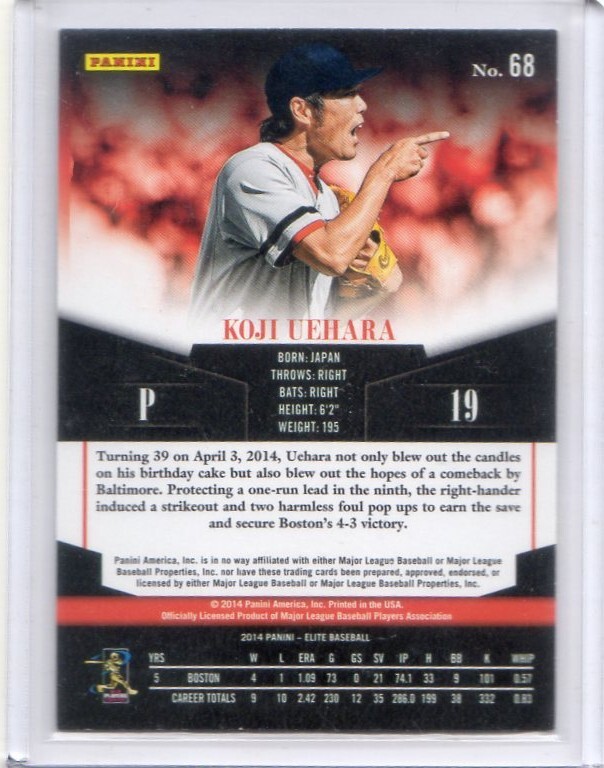 PANINI
No. 68
KOJI UEHARA
BORN: JAPAN
THROWS: RIGHT
BATS: RIGHT
HEIGHT: 6'2"
WEIGHT: 195
P
19
Turning 39 on April 3, 2014, Uehara not only blew out the candles
on his birthday cake but also blew out the hopes of a comeback by
Baltimore. Protecting a one-run lead in the ninth, the right-hander
induced a strikeout and two harmless foul pop ups to earn the save
and secure Boston's 4-3 victory.
Panini America, Inc. is in no way affiliated with either Major League Baseball or Major League
Baseball Properties, Inc. nor have these trading cards been prepared, approved, endorsed, or
licensed by either Major League Baseball or Major League Baseball Properties, Inc.
© 2014 Panini America, Inc. Printed in the USA.
Officially Licensed Product of Major League Baseball Players Association
2014 PANINI - ELITE BASEBALL
YRS W L ERA G GS SV IP H BB K WHIP
5 BOSTON 4 1 1.09 73 0 21 74.1 33 9 101 0.57
CAREER TOTALS 9 10 2.42 230 12 35 286.0 199 38 332 0.83